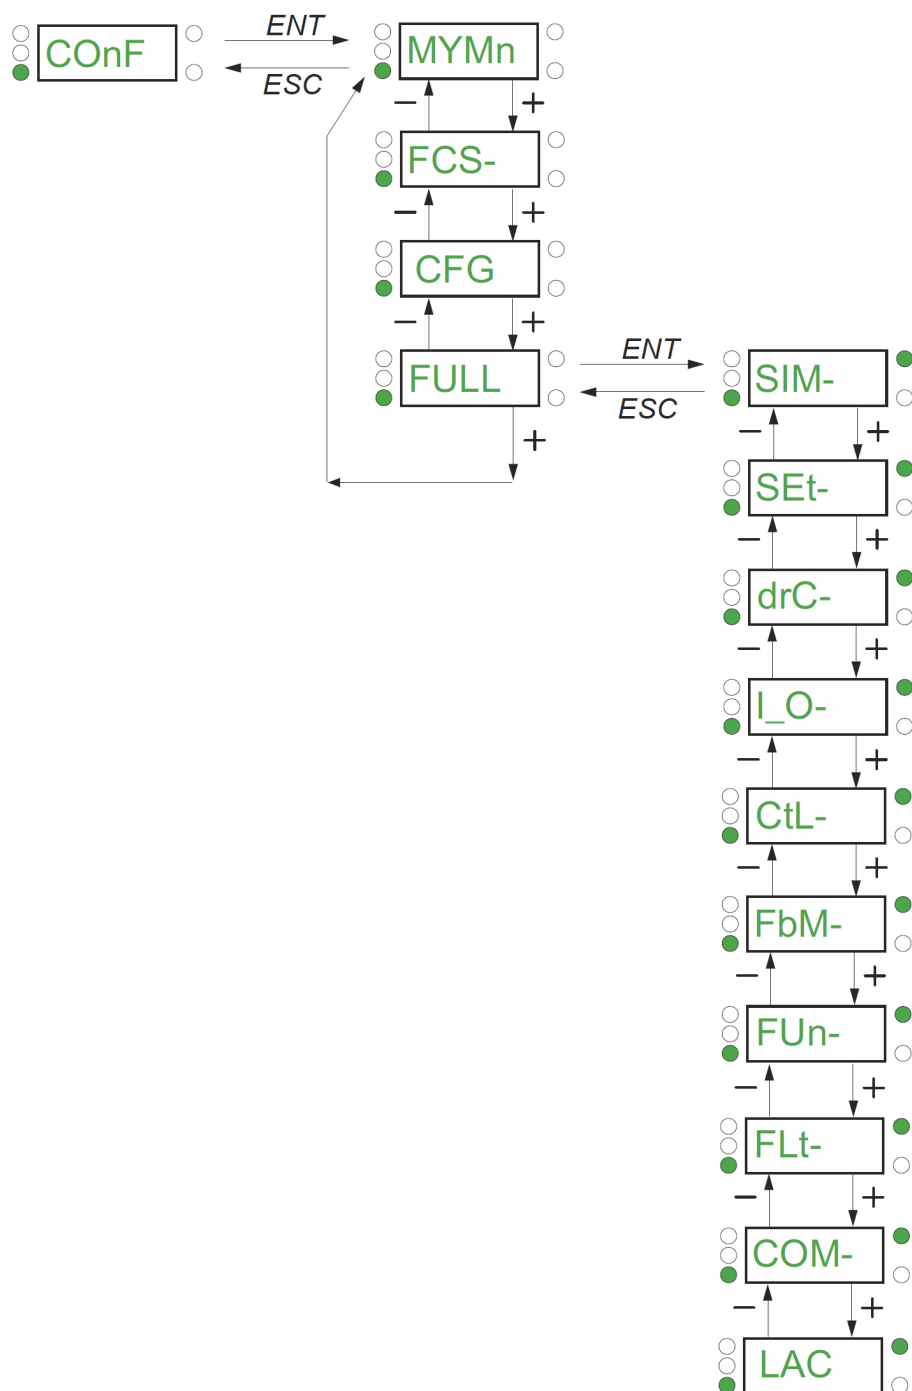 COnF
ENT
ESC
MYMn
− +
FCS-
− +
CFG
− +
FULL
+
ENT
ESC
SIM-
− +
SEt-
− +
drC-
− +
I_O-
− +
CtL-
− +
FbM-
− +
FUn-
− +
FLt-
− +
COM-
− +
LAC